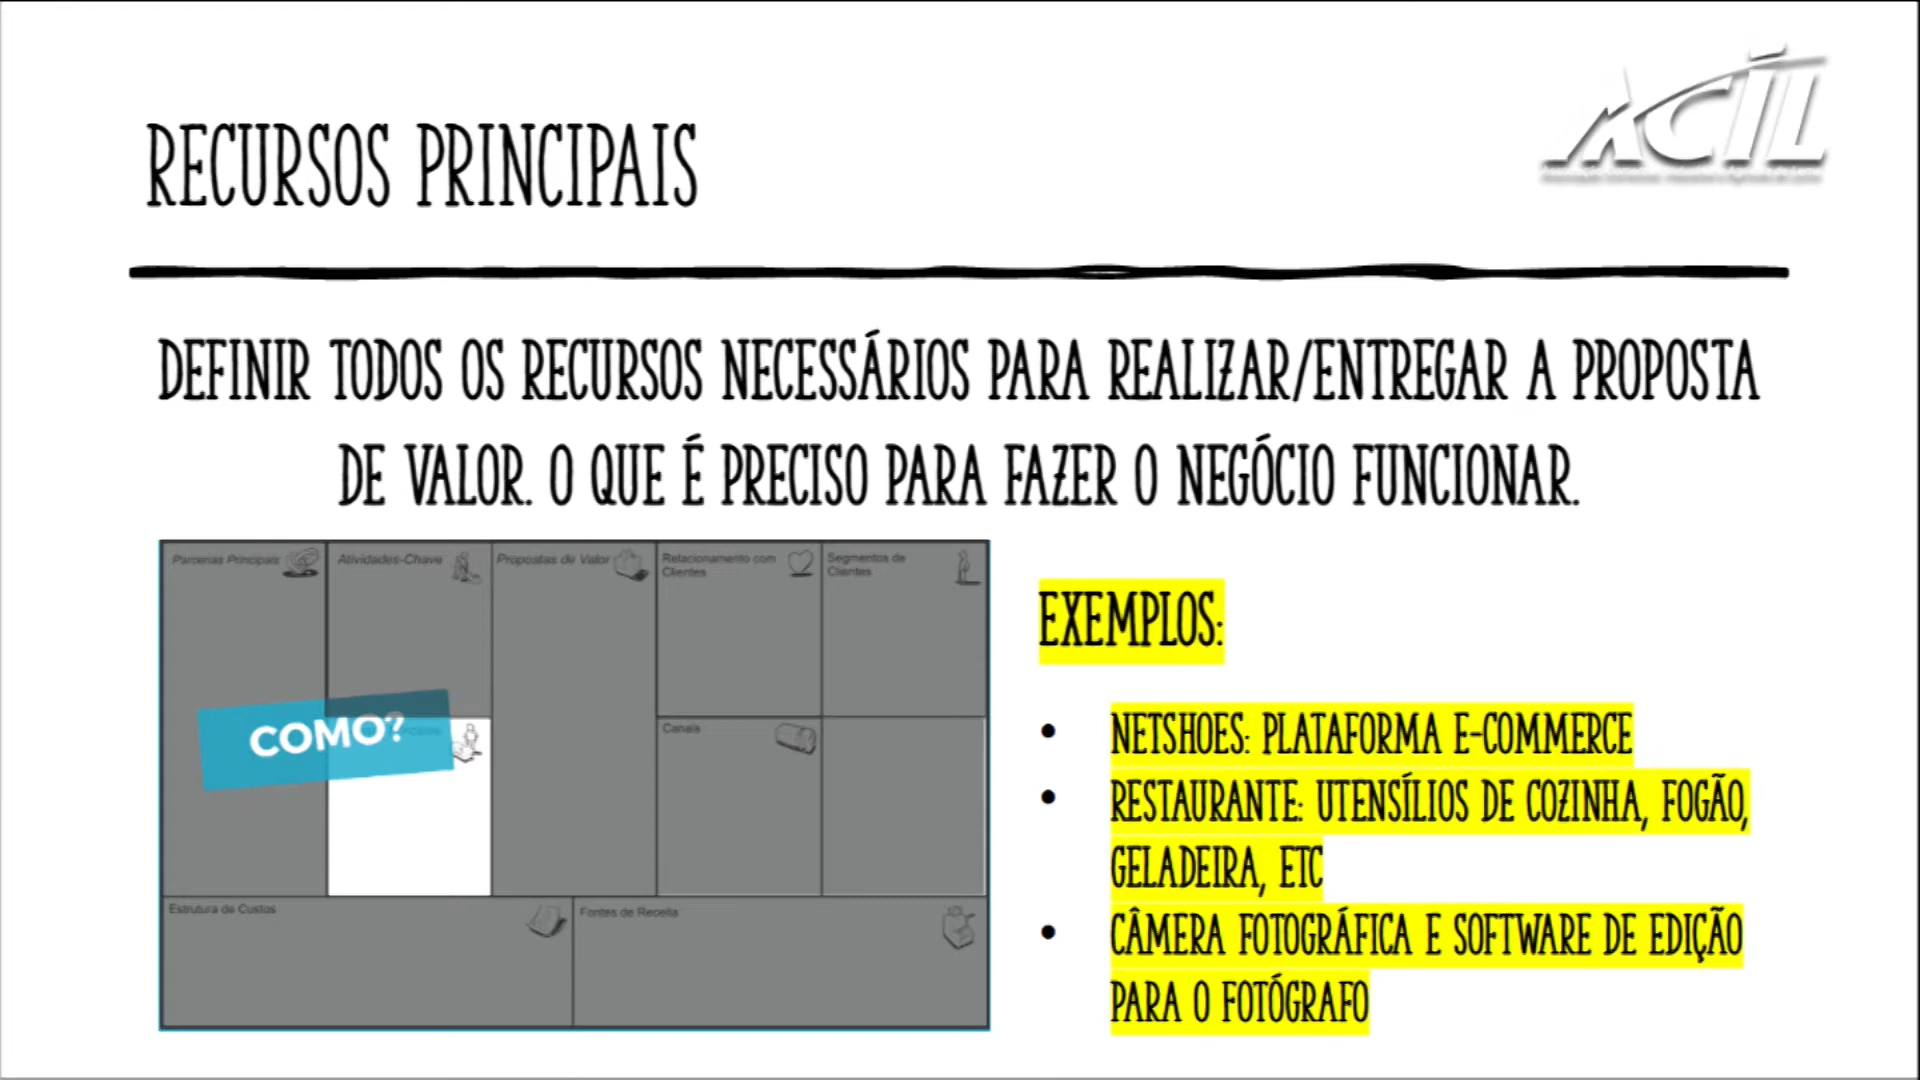 ACIL
RECURSOS PRINCIPAIS
DEFINIR TODOS OS RECURSOS NECESSÁRIOS PARA REALIZAR/ENTREGAR A PROPOSTA
DE VALOR. O QUE É PRECISO PARA FAZER O NEGÓCIO FUNCIONAR.
Parcerias Principais
Atividades-Chave
Propostas de Valor
Relacionamento com
Clientes
Segmentos de
Clientes
COMO?
Canais
Estrutura de Custos
Fontes de Receita
EXEMPLOS:
• NETSHOES: PLATAFORMA E-COMMERCE
• RESTAURANTE: UTENSÍLIOS DE COZINHA, FOGÃO,
GELADEIRA, ETC
• CÂMERA FOTOGRÁFICA E SOFTWARE DE EDIÇÃO
PARA O FOTÓGRAFO